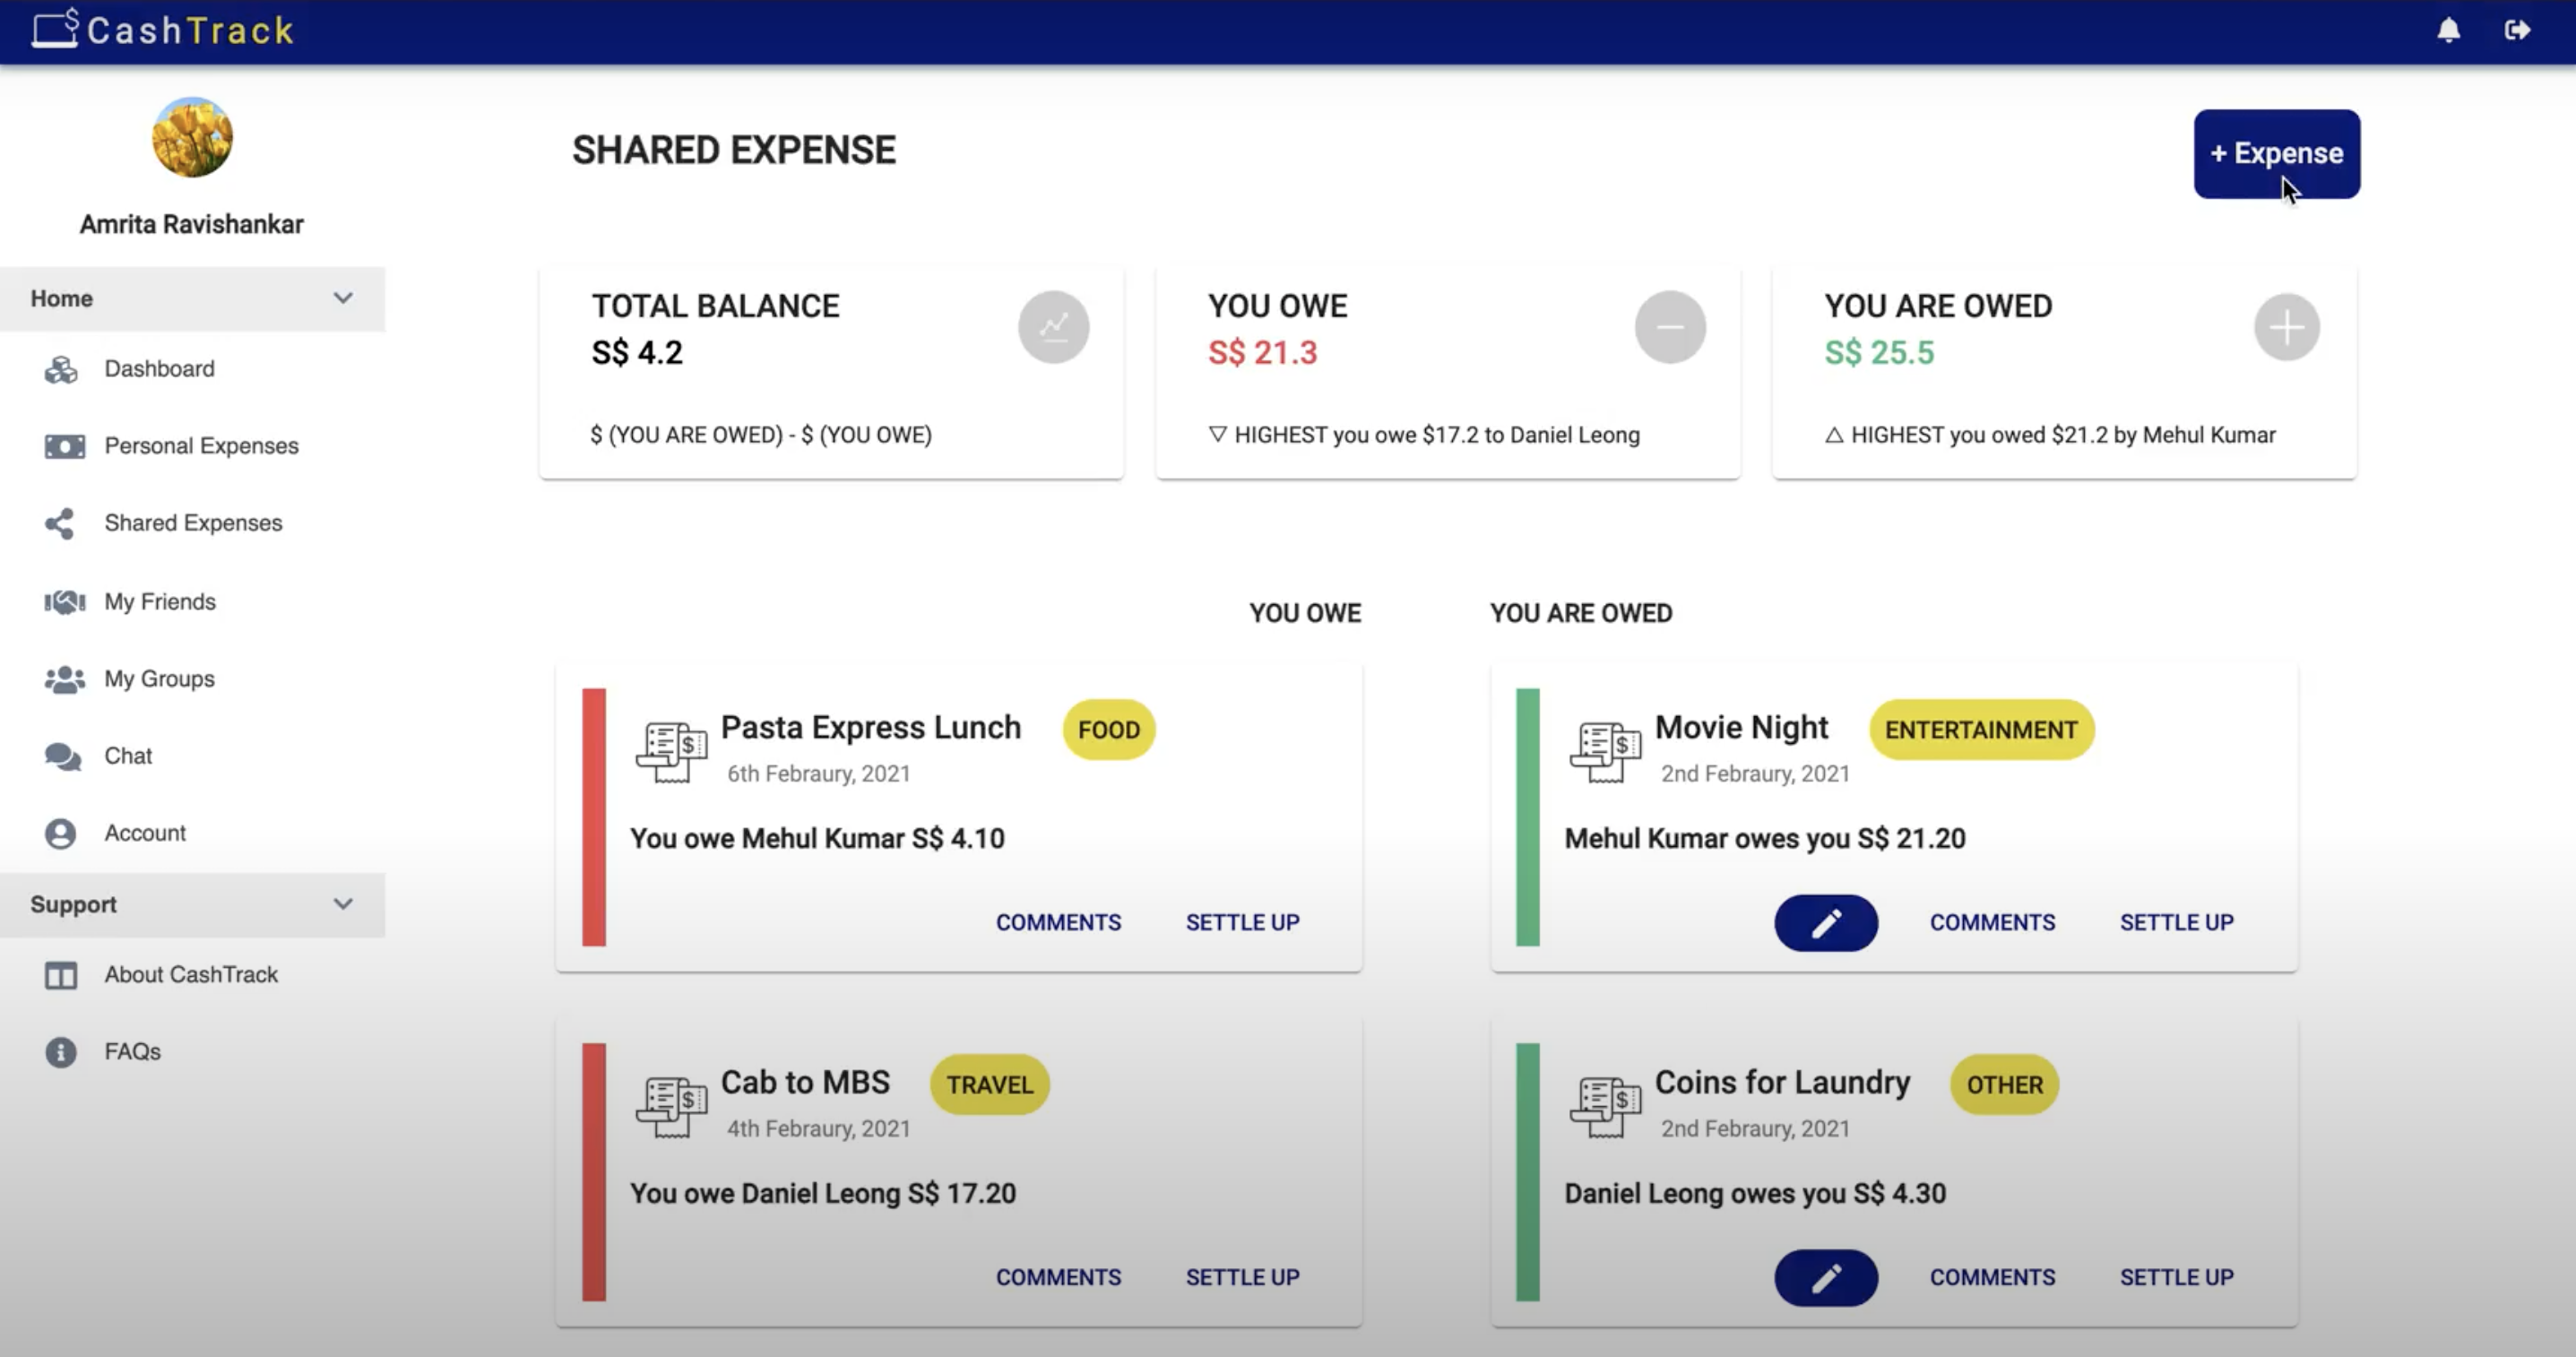 CashTrack
Amrita Ravishankar
Home
Dashboard
Personal Expenses
Shared Expenses
My Friends
My Groups
Chat
Account
Support
About CashTrack
FAQs
SHARED EXPENSE
+ Expense
TOTAL BALANCE
S$ 4.2
$ (YOU ARE OWED) - $ (YOU OWE)
YOU OWE
S$ 21.3
▽ HIGHEST you owe $17.2 to Daniel Leong
YOU ARE OWED
S$ 25.5
△ HIGHEST you owed $21.2 by Mehul Kumar
YOU OWE
Pasta Express Lunch FOOD
6th Febraury, 2021
You owe Mehul Kumar S$ 4.10
COMMENTS SETTLE UP
Cab to MBS TRAVEL
4th Febraury, 2021
You owe Daniel Leong S$ 17.20
COMMENTS SETTLE UP
YOU ARE OWED
Movie Night ENTERTAINMENT
2nd Febraury, 2021
Mehul Kumar owes you S$ 21.20
COMMENTS SETTLE UP
Coins for Laundry OTHER
2nd Febraury, 2021
Daniel Leong owes you S$ 4.30
COMMENTS SETTLE UP